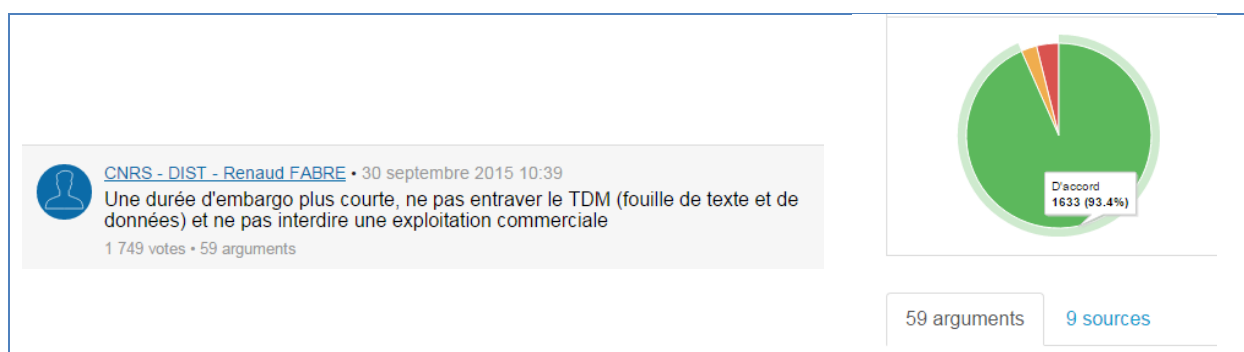 CNRS - DIST - Renaud FABRE • 30 septembre 2015 10:39
Une durée d'embargo plus courte, ne pas entraver le TDM (fouille de texte et de
données) et ne pas interdire une exploitation commerciale
1 749 votes • 59 arguments
D'accord
1633 (93.4%)
59 arguments
9 sources